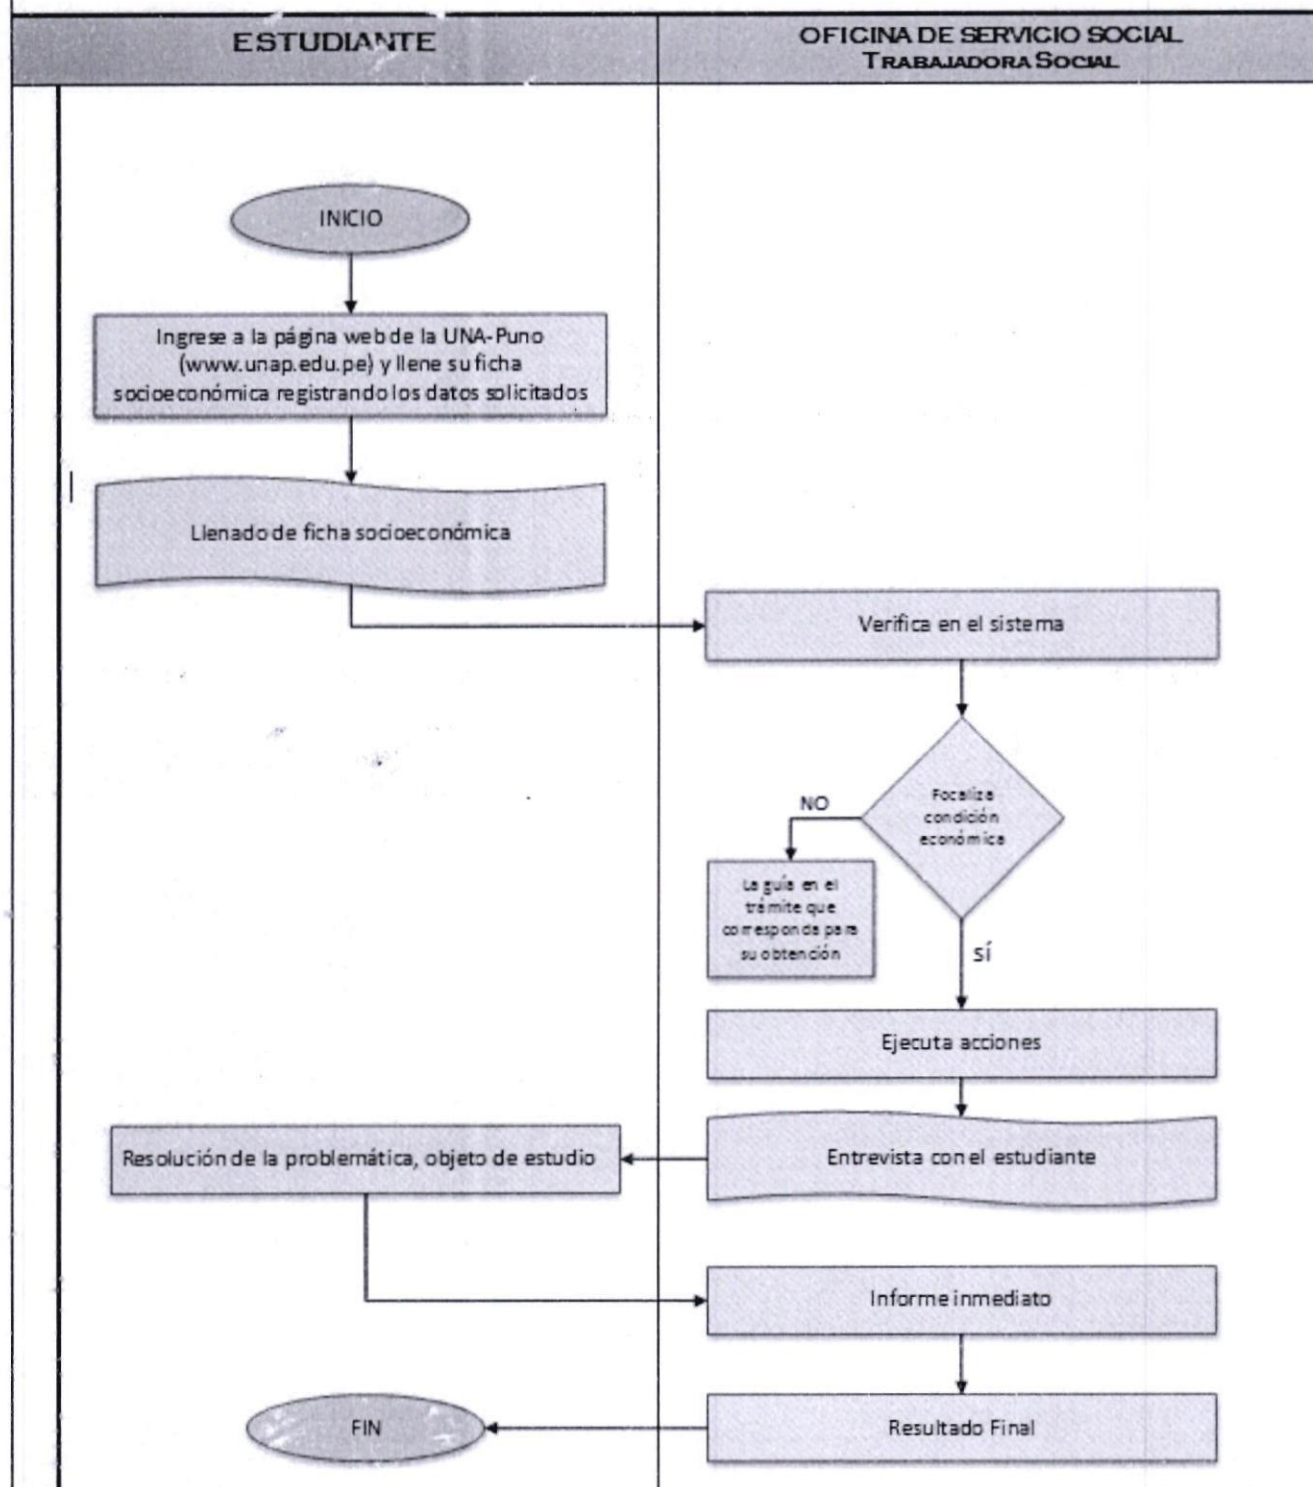 ESTUDIANTE
OFICINA DE SERVICIO SOCIAL
TRABAJADORA SOCIAL
INICIO
Ingrese a la página web de la UNA-Puno
(www.unap.edu.pe) y llene su ficha
socioeconómica registrando los datos solicitados
Llenado de ficha socioeconómica
Verifica en el sistema
Focaliza
condición
económica
NO
La guía en el
trámite que
corresponda para
su obtención
SÍ
Ejecuta acciones
Entrevista con el estudiante
Resolución de la problemática, objeto de estudio
Informe inmediato
Resultado Final
FIN